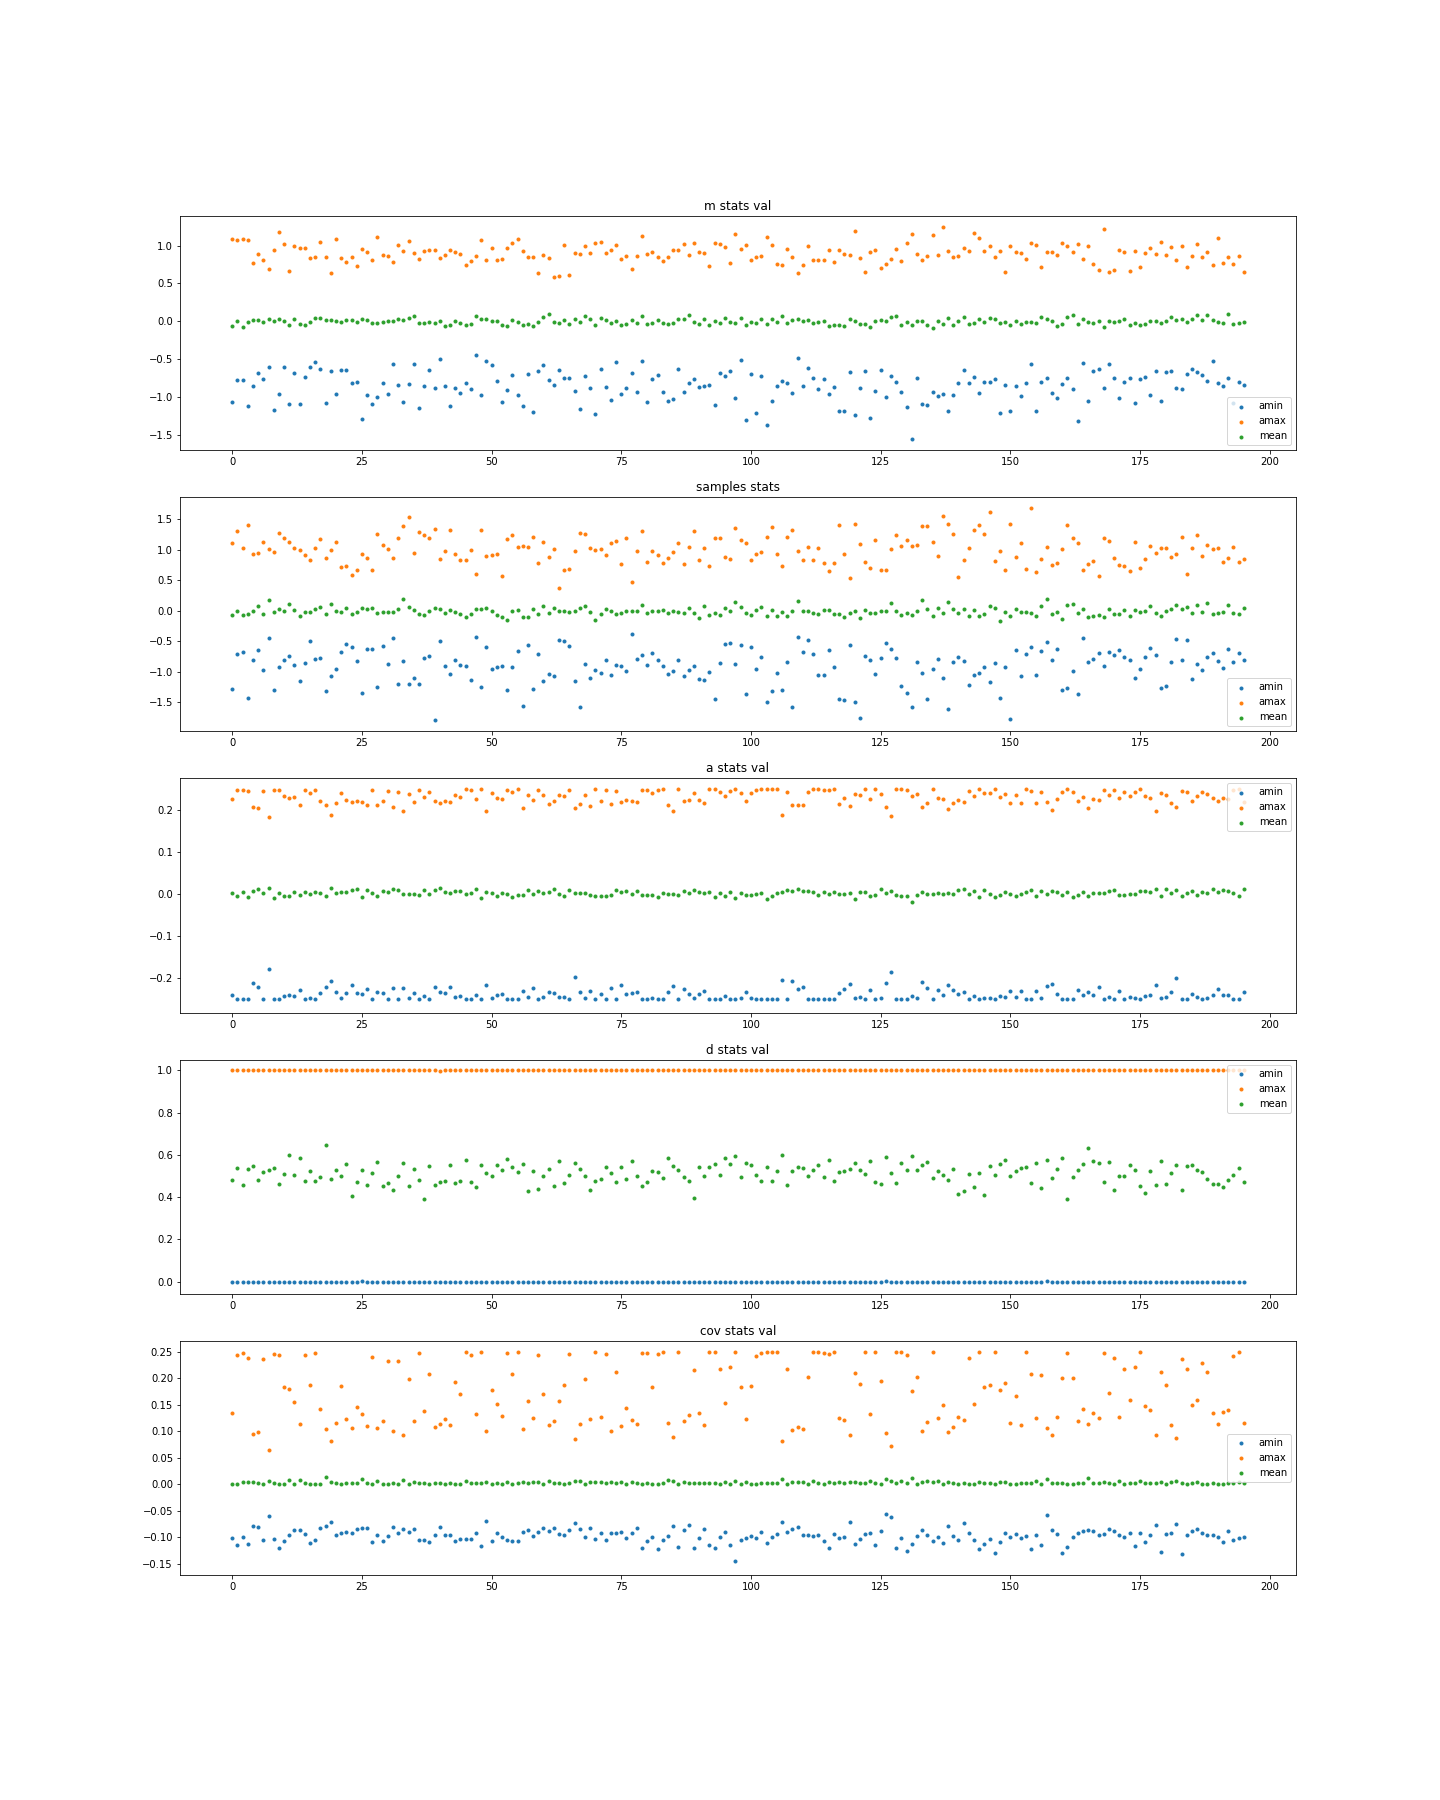 m stats val
1.0
0.5
0.0
−0.5
−1.0
−1.5
amin
amax
mean
0 25 50 75 100 125 150 175 200
samples stats
1.5
1.0
0.5
0.0
−0.5
−1.0
−1.5
amin
amax
mean
0 25 50 75 100 125 150 175 200
a stats val
amin
amax
mean
0.2
0.1
0.0
−0.1
−0.2
0 25 50 75 100 125 150 175 200
d stats val
amin
amax
mean
1.0
0.8
0.6
0.4
0.2
0.0
0 25 50 75 100 125 150 175 200
cov stats val
0.25
0.20
0.15
0.10
0.05
0.00
−0.05
−0.10
−0.15
amin
amax
mean
0 25 50 75 100 125 150 175 200